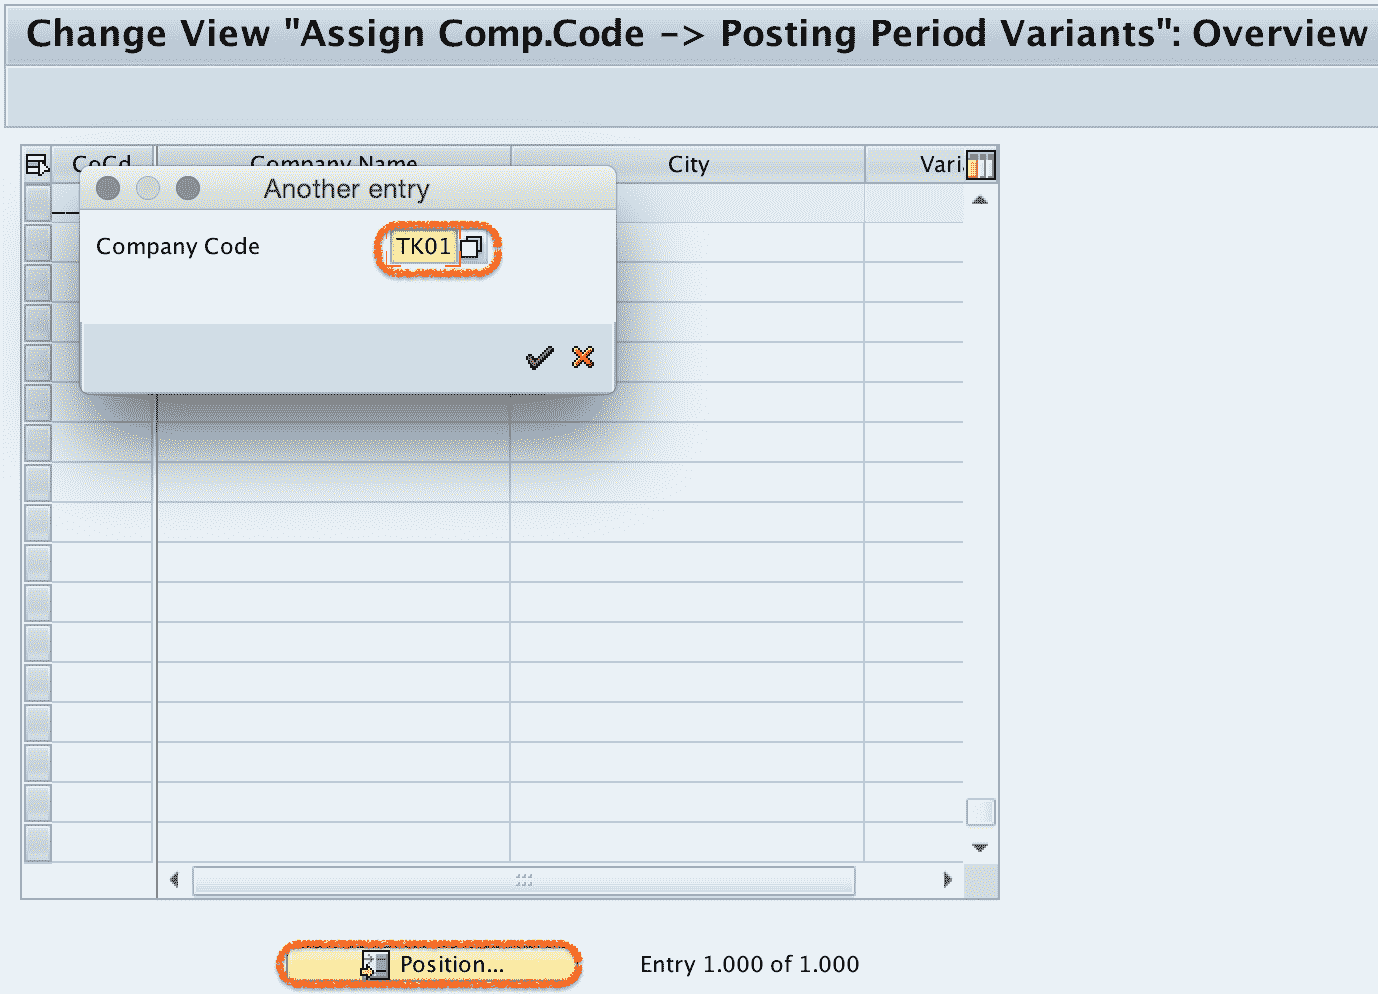 Change View "Assign Comp.Code -> Posting Period Variants": Overview
CoCd Company Name City Varia
Another entry
Company Code TK01
Position... Entry 1.000 of 1.000